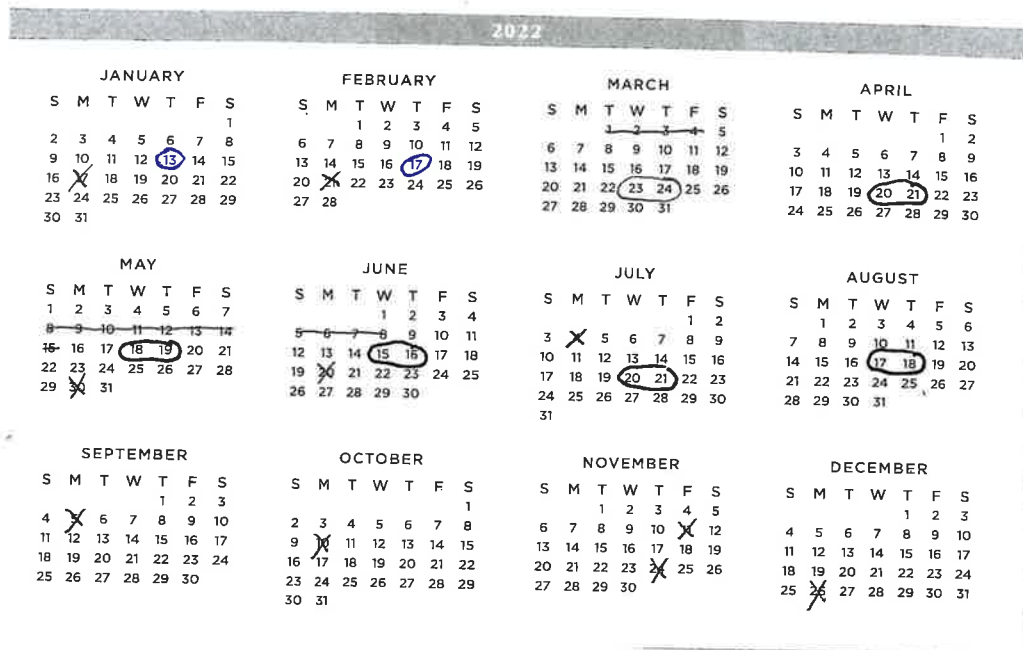 2022
JANUARY
S M T W T F S
1
2 3 4 5 6 7 8
9 10 11 12 13 14 15
16 17 18 19 20 21 22
23 24 25 26 27 28 29
30 31
FEBRUARY
S M T W T F S
1 2 3 4 5
6 7 8 9 10 11 12
13 14 15 16 17 18 19
20 21 22 23 24 25 26
27 28
MARCH
S M T W T F S
1 2 3 4 5
6 7 8 9 10 11 12
13 14 15 16 17 18 19
20 21 22 23 24 25 26
27 28 29 30 31
APRIL
S M T W T F S
1 2
3 4 5 6 7 8 9
10 11 12 13 14 15 16
17 18 19 20 21 22 23
24 25 26 27 28 29 30
MAY
S M T W T F S
1 2 3 4 5 6 7
8 9 10 11 12 13 14
15 16 17 18 19 20 21
22 23 24 25 26 27 28
29 30 31
JUNE
S M T W T F S
1 2 3 4
5 6 7 8 9 10 11
12 13 14 15 16 17 18
19 20 21 22 23 24 25
26 27 28 29 30
JULY
S M T W T F S
1 2
3 5 6 7 8 9
10 11 12 13 14 15 16
17 18 19 20 21 22 23
24 25 26 27 28 29 30
31
AUGUST
S M T W T F S
1 2 3 4 5 6
7 8 9 10 11 12 13
14 15 16 17 18 19 20
21 22 23 24 25 26 27
28 29 30 31
SEPTEMBER
S M T W T F S
1 2 3
4 5 6 7 8 9 10
11 12 13 14 15 16 17
18 19 20 21 22 23 24
25 26 27 28 29 30
OCTOBER
S M T W T F S
1
2 3 4 5 6 7 8
9 10 11 12 13 14 15
16 17 18 19 20 21 22
23 24 25 26 27 28 29
30 31
NOVEMBER
S M T W T F S
1 2 3 4 5
6 7 8 9 10 11 12
13 14 15 16 17 18 19
20 21 22 23 24 25 26
27 28 29 30
DECEMBER
S M T W T F S
1 2 3
4 5 6 7 8 9 10
11 12 13 14 15 16 17
18 19 20 21 22 23 24
25 26 27 28 29 30 31